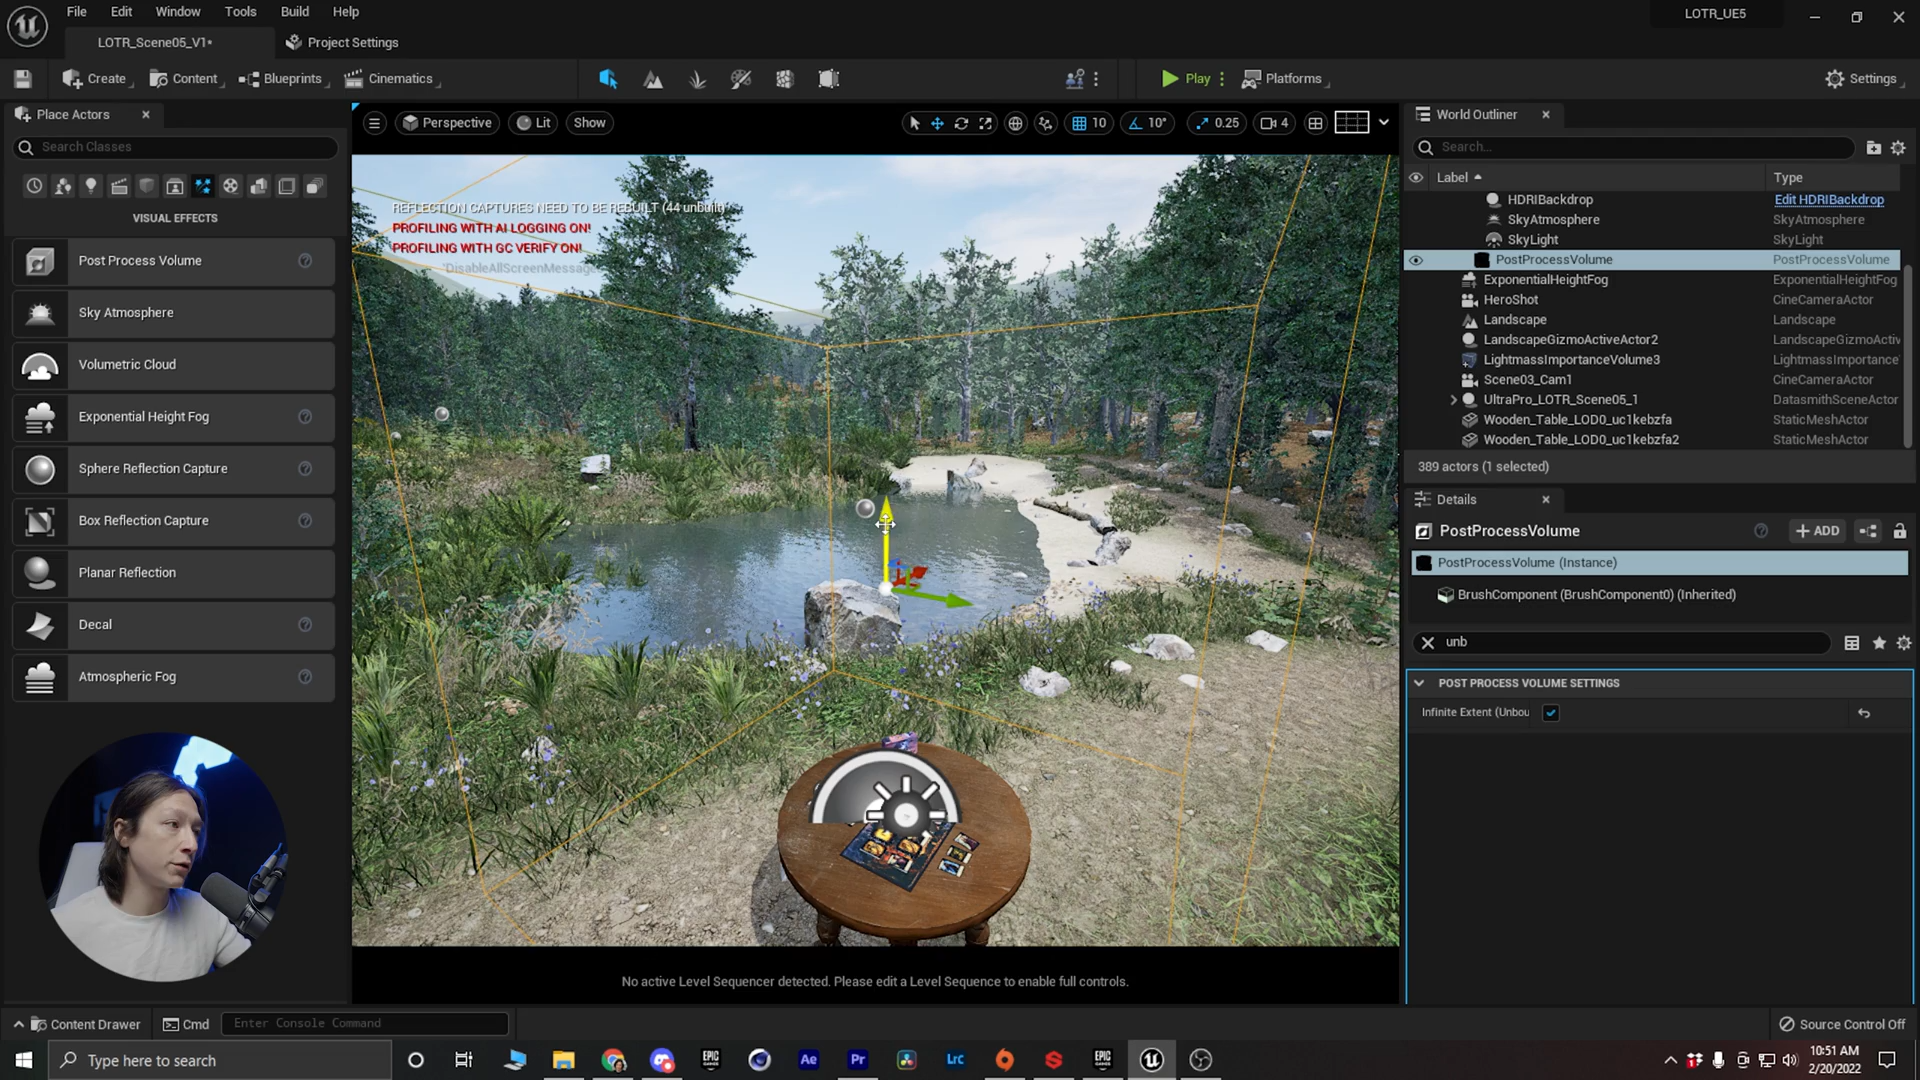 File Edit Window Tools Build Help
LOTR_UE5
LOTR_Scene05_V1*
Project Settings
Create
Content
Blueprints
Cinematics
Play
Platforms
Settings
Place Actors
Search Classes
VISUAL EFFECTS
Post Process Volume
Sky Atmosphere
Volumetric Cloud
Exponential Height Fog
Sphere Reflection Capture
Box Reflection Capture
Planar Reflection
Decal
Atmospheric Fog
Perspective
Lit
Show
10
10°
0.25
4
REFLECTION CAPTURES NEED TO BE REBUILT (44 unbuilt)
PROFILING WITH AI LOGGING ON!
PROFILING WITH GC VERIFY ON!
'DisableAllScreenMessage
No active Level Sequencer detected. Please edit a Level Sequence to enable full controls.
World Outliner
Search...
Label Type
HDRIBackdrop Edit HDRIBackdrop
SkyAtmosphere SkyAtmosphere
SkyLight SkyLight
PostProcessVolume PostProcessVolume
ExponentialHeightFog ExponentialHeightFog
HeroShot CineCameraActor
Landscape Landscape
LandscapeGizmoActiveActor2 LandscapeGizmoActiv
LightmassImportanceVolume3 LightmassImportance
Scene03_Cam1 CineCameraActor
UltraPro_LOTR_Scene05_1 DatasmithSceneActor
Wooden_Table_LOD0_uc1kebzfa StaticMeshActor
Wooden_Table_LOD0_uc1kebzfa2 StaticMeshActor
389 actors (1 selected)
Details
PostProcessVolume
ADD
PostProcessVolume (Instance)
BrushComponent (BrushComponent0) (Inherited)
unb
POST PROCESS VOLUME SETTINGS
Infinite Extent (Unbou
Content Drawer
Cmd
Enter Console Command
Source Control Off
Type here to search
EPIC
GAMES
Ae
Pr
Lrc
EPIC
GAMES
10:51 AM
2/20/2022